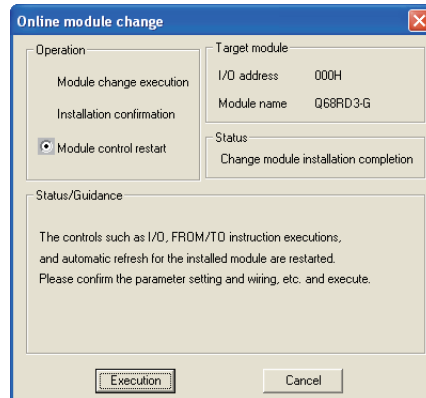 Online module change
Operation
Module change execution
Installation confirmation
Module control restart
Target module
I/O address 000H
Module name Q68RD3-G
Status
Change module installation completion
Status/Guidance
The controls such as I/O, FROM/TO instruction executions,
and automatic refresh for the installed module are restarted.
Please confirm the parameter setting and wiring, etc. and execute.
Execution Cancel